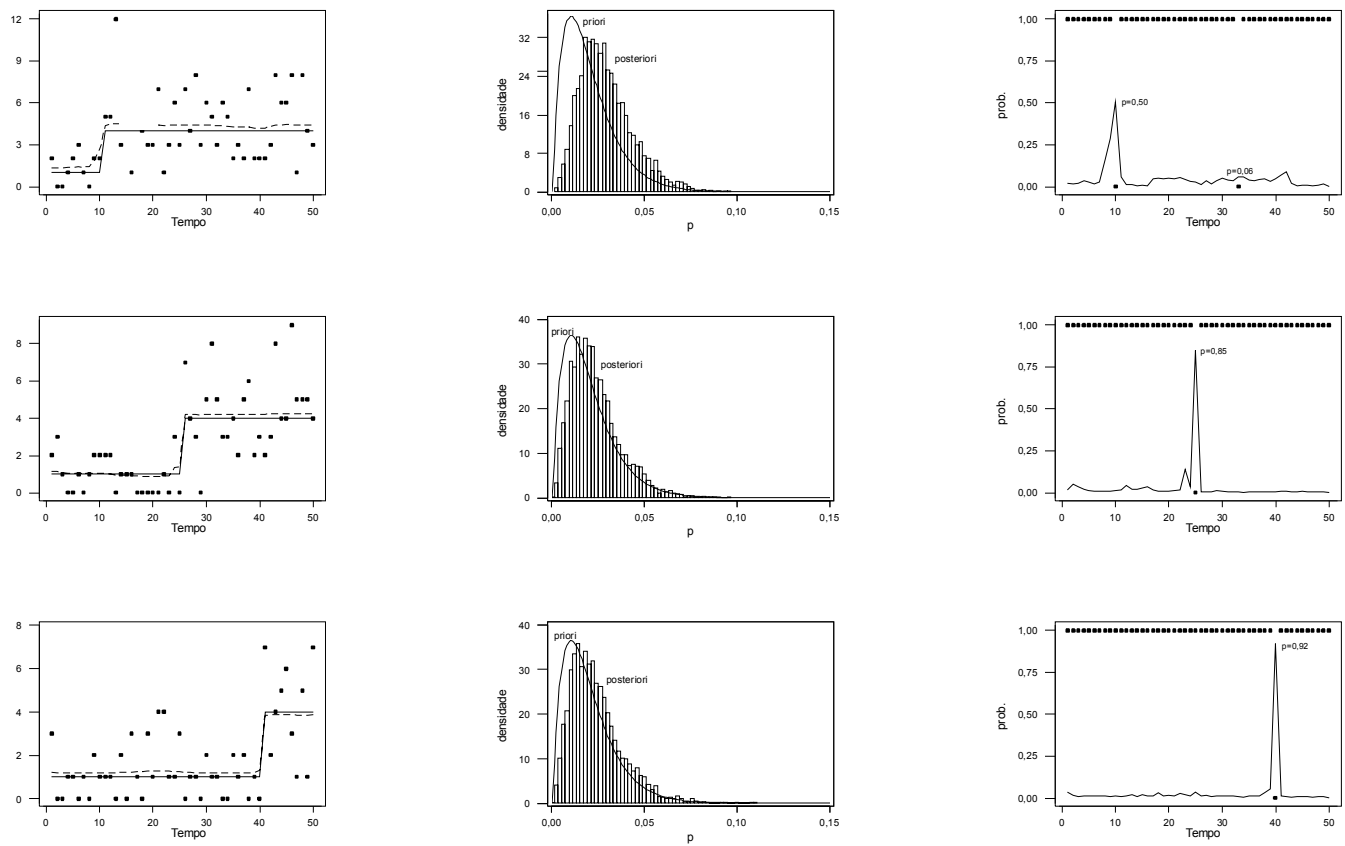 12
9
6
3
0
0 10 20 30 40 50
Tempo
priori
posteriori
densidade
32
24
16
8
0
0,00 0,05 0,10 0,15
p
1,00
0,75
0,50
0,25
0,00
prob.
p=0,50
p=0,06
0 10 20 30 40 50
Tempo
8
6
4
2
0
0 10 20 30 40 50
Tempo
40
30
20
10
0
densidade
priori
posteriori
0,00 0,05 0,10 0,15
p
1,00
0,75
0,50
0,25
0,00
prob.
p=0,85
0 10 20 30 40 50
Tempo
8
6
4
2
0
0 10 20 30 40 50
Tempo
40
30
20
10
0
densidade
priori
posteriori
0,00 0,05 0,10 0,15
p
1,00
0,75
0,50
0,25
0,00
prob.
p=0,92
0 10 20 30 40 50
Tempo